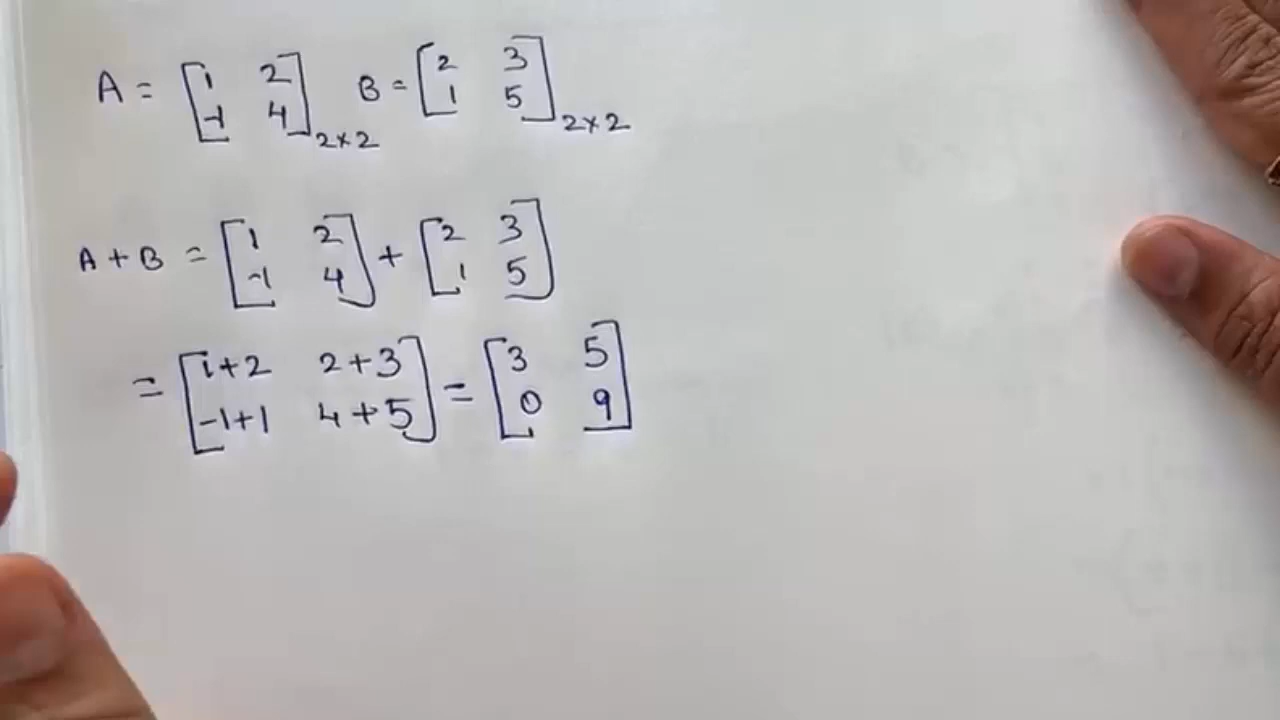 A = [1 2 -1 4] 2×2 B = [2 3 1 5] 2×2
A + B = [1 2 -1 4] + [2 3 1 5]
= [1+2 2+3 -1+1 4+5] = [3 5 0 9]